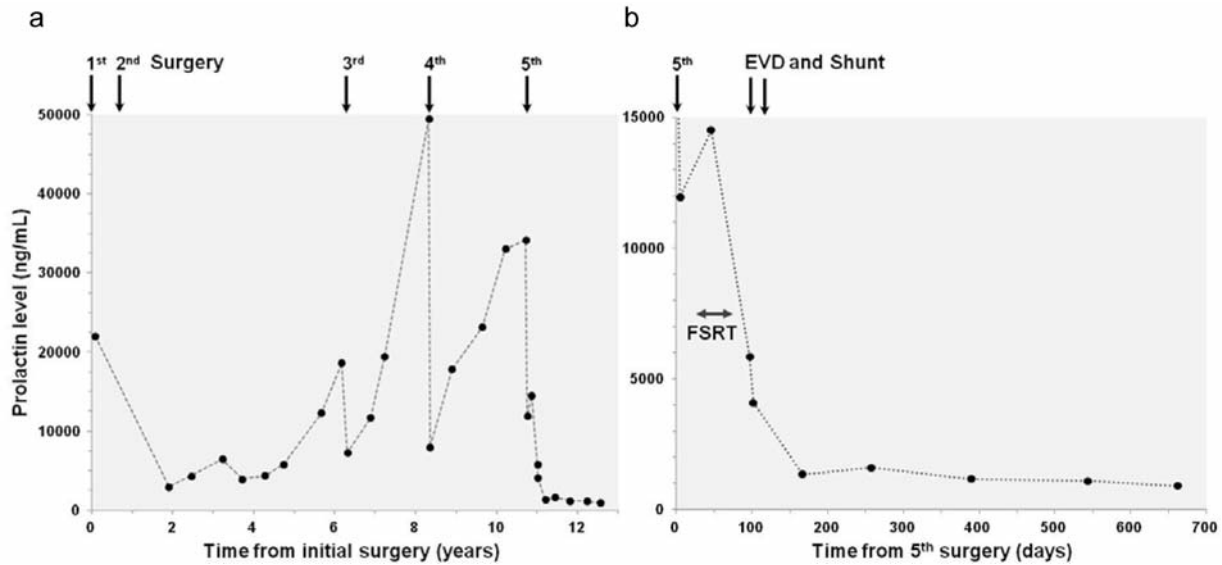 a
1st 2nd Surgery 3rd 4th 5th
50000
40000
30000
20000
10000
0
Prolactin level (ng/mL)
0 2 4 6 8 10 12
Time from initial surgery (years)
b
5th EVD and Shunt
15000
10000
5000
0
FSRT
0 100 200 300 400 500 600 700
Time from 5th surgery (days)